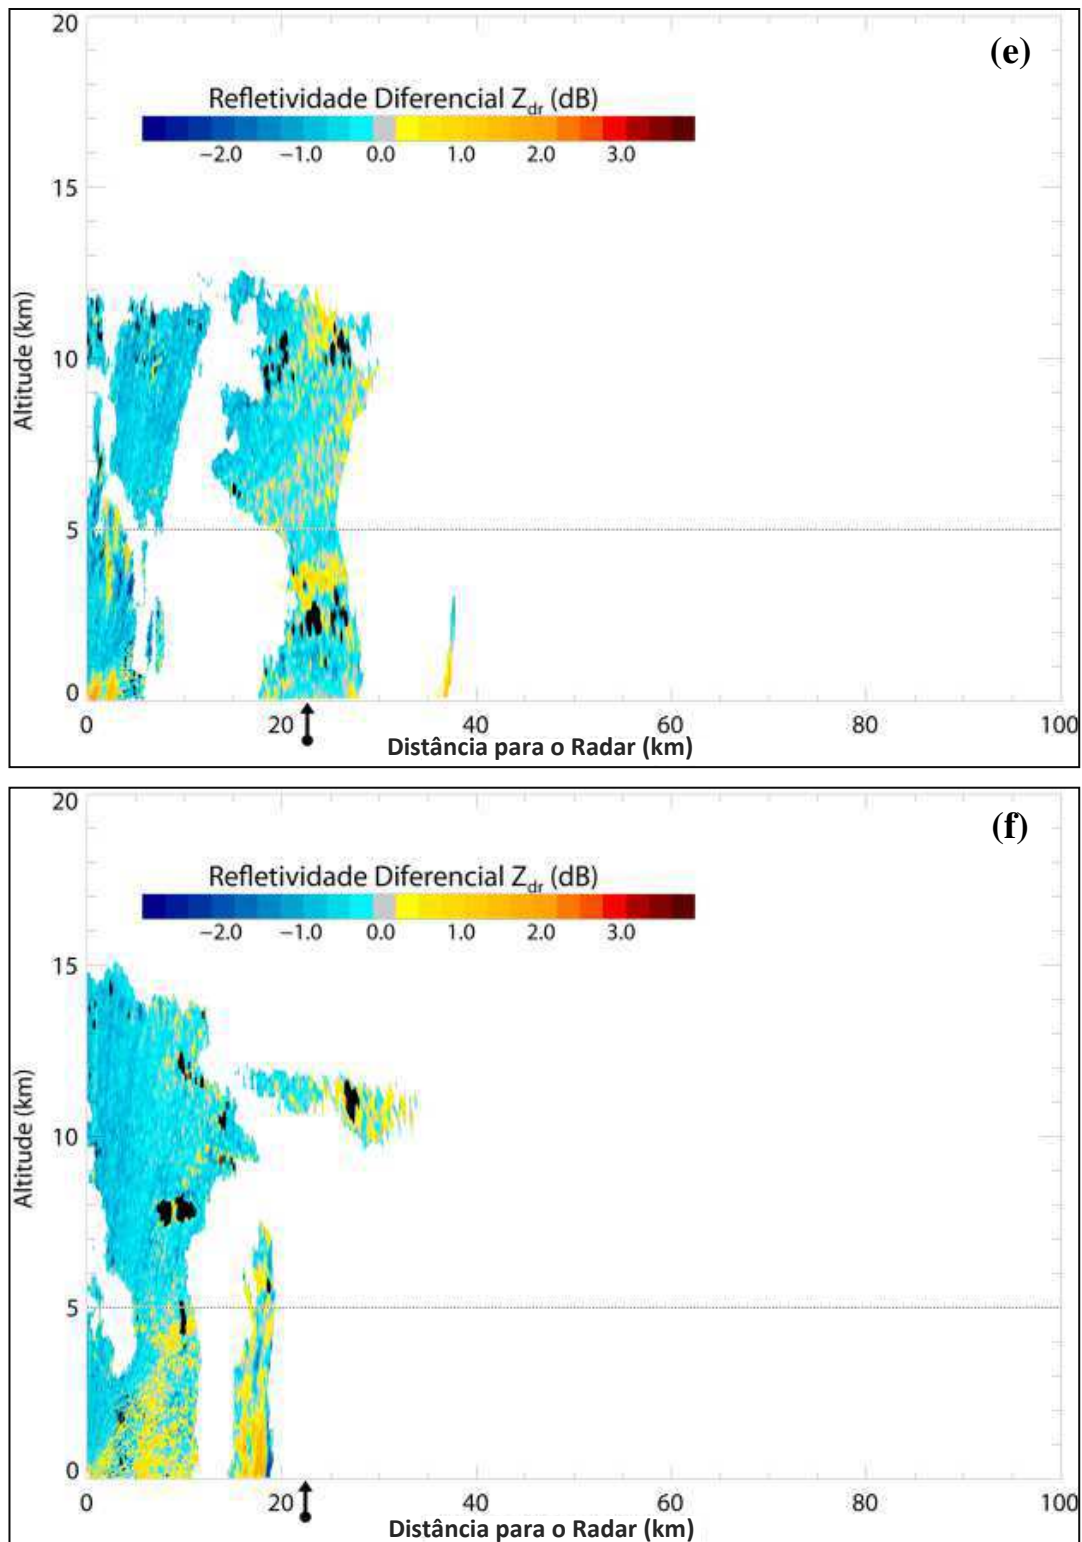 20
(e)
Refletividade Diferencial Z_dr (dB)
−2.0 −1.0 0.0 1.0 2.0 3.0
15
Altitude (km)
10
5
0
0 20 40 60 80 100
Distância para o Radar (km)
20
(f)
Refletividade Diferencial Z_dr (dB)
−2.0 −1.0 0.0 1.0 2.0 3.0
15
Altitude (km)
10
5
0
0 20 40 60 80 100
Distância para o Radar (km)